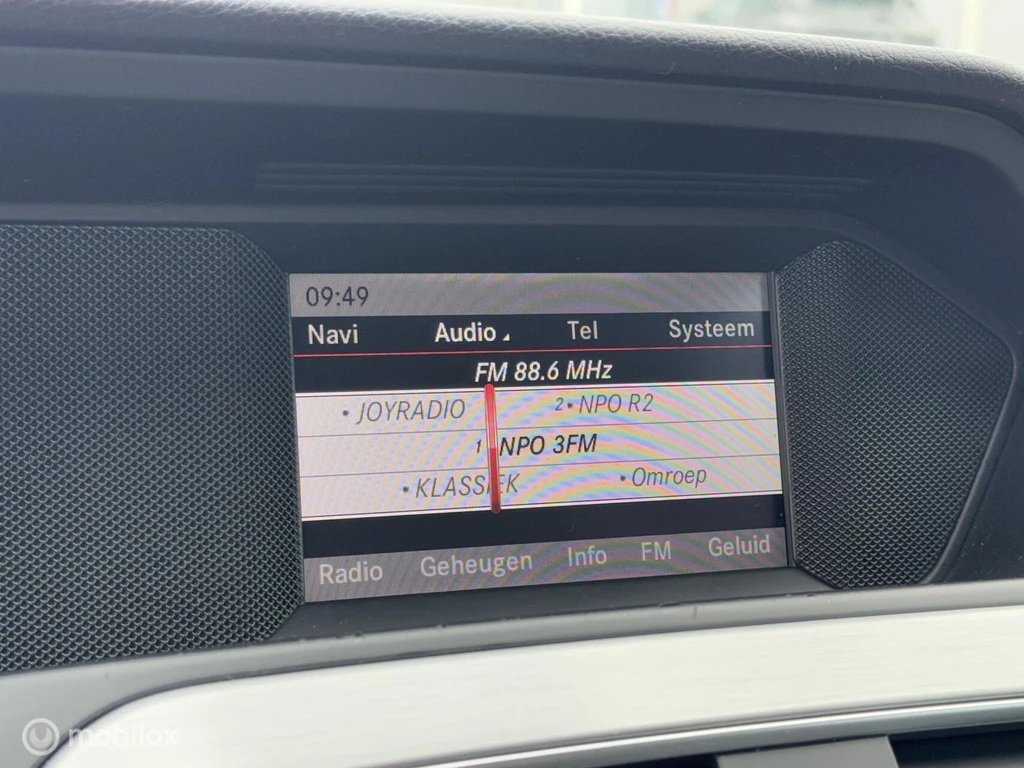 09:49
Navi Audio Tel Systeem
FM 88.6 MHz
• JOYRADIO 2• NPO R2
1 NPO 3FM
• KLASSIEK • Omroep
Radio Geheugen Info FM Geluid
mobilox